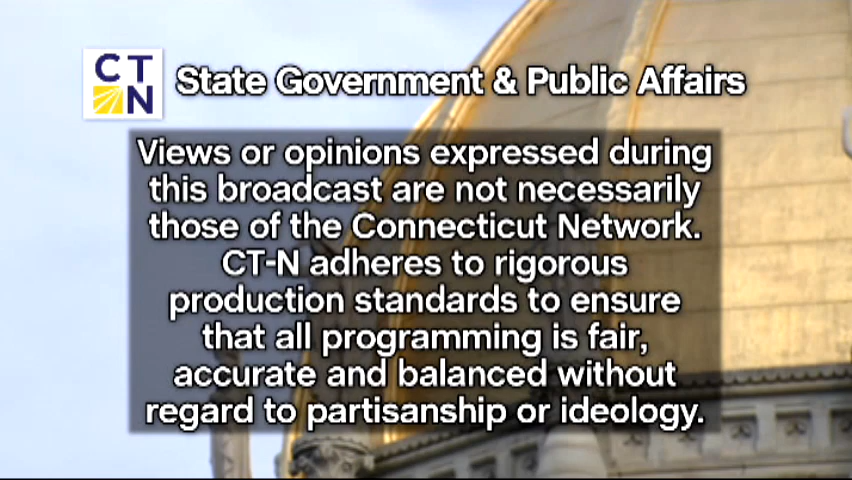 CT
N
State Government & Public Affairs
Views or opinions expressed during
this broadcast are not necessarily
those of the Connecticut Network.
CT-N adheres to rigorous
production standards to ensure
that all programming is fair,
accurate and balanced without
regard to partisanship or ideology.